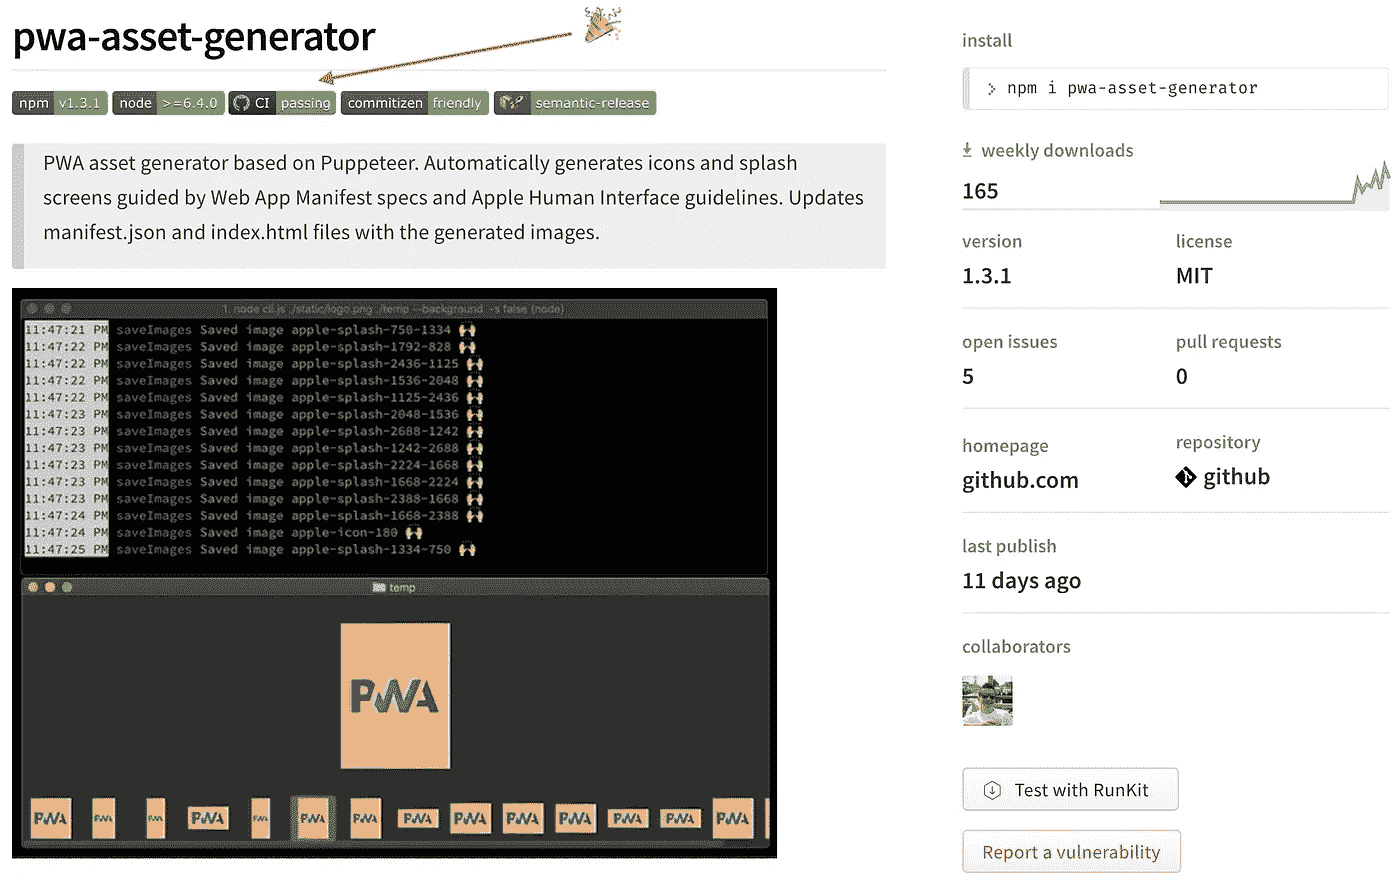 pwa-asset-generator
npm v1.3.1 node >=6.4.0 CI passing commitizen friendly semantic-release
PWA asset generator based on Puppeteer. Automatically generates icons and splash
screens guided by Web App Manifest specs and Apple Human Interface guidelines. Updates
manifest.json and index.html files with the generated images.
1. node cli.js ./static/logo.png ./temp --background -s false (node)
11:47:21 PM saveImages Saved image apple-splash-750-1334
11:47:22 PM saveImages Saved image apple-splash-1792-828
11:47:22 PM saveImages Saved image apple-splash-2436-1125
11:47:22 PM saveImages Saved image apple-splash-1536-2048
11:47:22 PM saveImages Saved image apple-splash-1125-2436
11:47:23 PM saveImages Saved image apple-splash-2048-1536
11:47:23 PM saveImages Saved image apple-splash-2688-1242
11:47:23 PM saveImages Saved image apple-splash-1242-2688
11:47:23 PM saveImages Saved image apple-splash-2224-1668
11:47:23 PM saveImages Saved image apple-splash-1668-2224
11:47:23 PM saveImages Saved image apple-splash-2388-1668
11:47:24 PM saveImages Saved image apple-splash-1668-2388
11:47:24 PM saveImages Saved image apple-icon-180
11:47:25 PM saveImages Saved image apple-splash-1334-750
temp
PWA
PWA PWA PWA PWA PWA PWA PWA PWA PWA PWA PWA PWA PWA PWA
install
> npm i pwa-asset-generator
weekly downloads
165
version license
1.3.1 MIT
open issues pull requests
5 0
homepage repository
github.com github
last publish
11 days ago
collaborators
Test with RunKit
Report a vulnerability